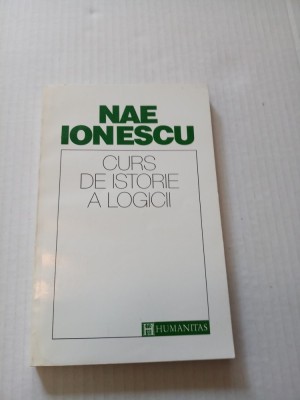 NAE
IONESCU
CURS
DE ISTORIE
A LOGICII
HUMANITAS